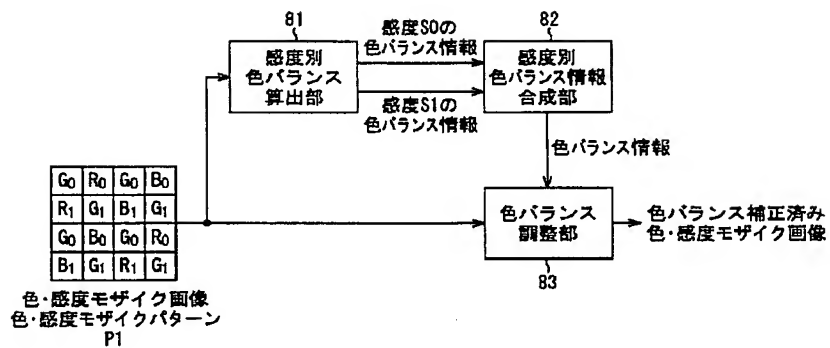 81
感度別
色バランス
算出部
感度S0の
色バランス情報
感度S1の
色バランス情報
82
感度別
色バランス情報
合成部
色バランス情報
G0 R0 G0 B0
R1 G1 B1 G1
G0 B0 G0 R0
B1 G1 R1 G1
色・感度モザイク画像
色・感度モザイクパターン
P1
色バランス
調整部
83
色バランス補正済み
色・感度モザイク画像